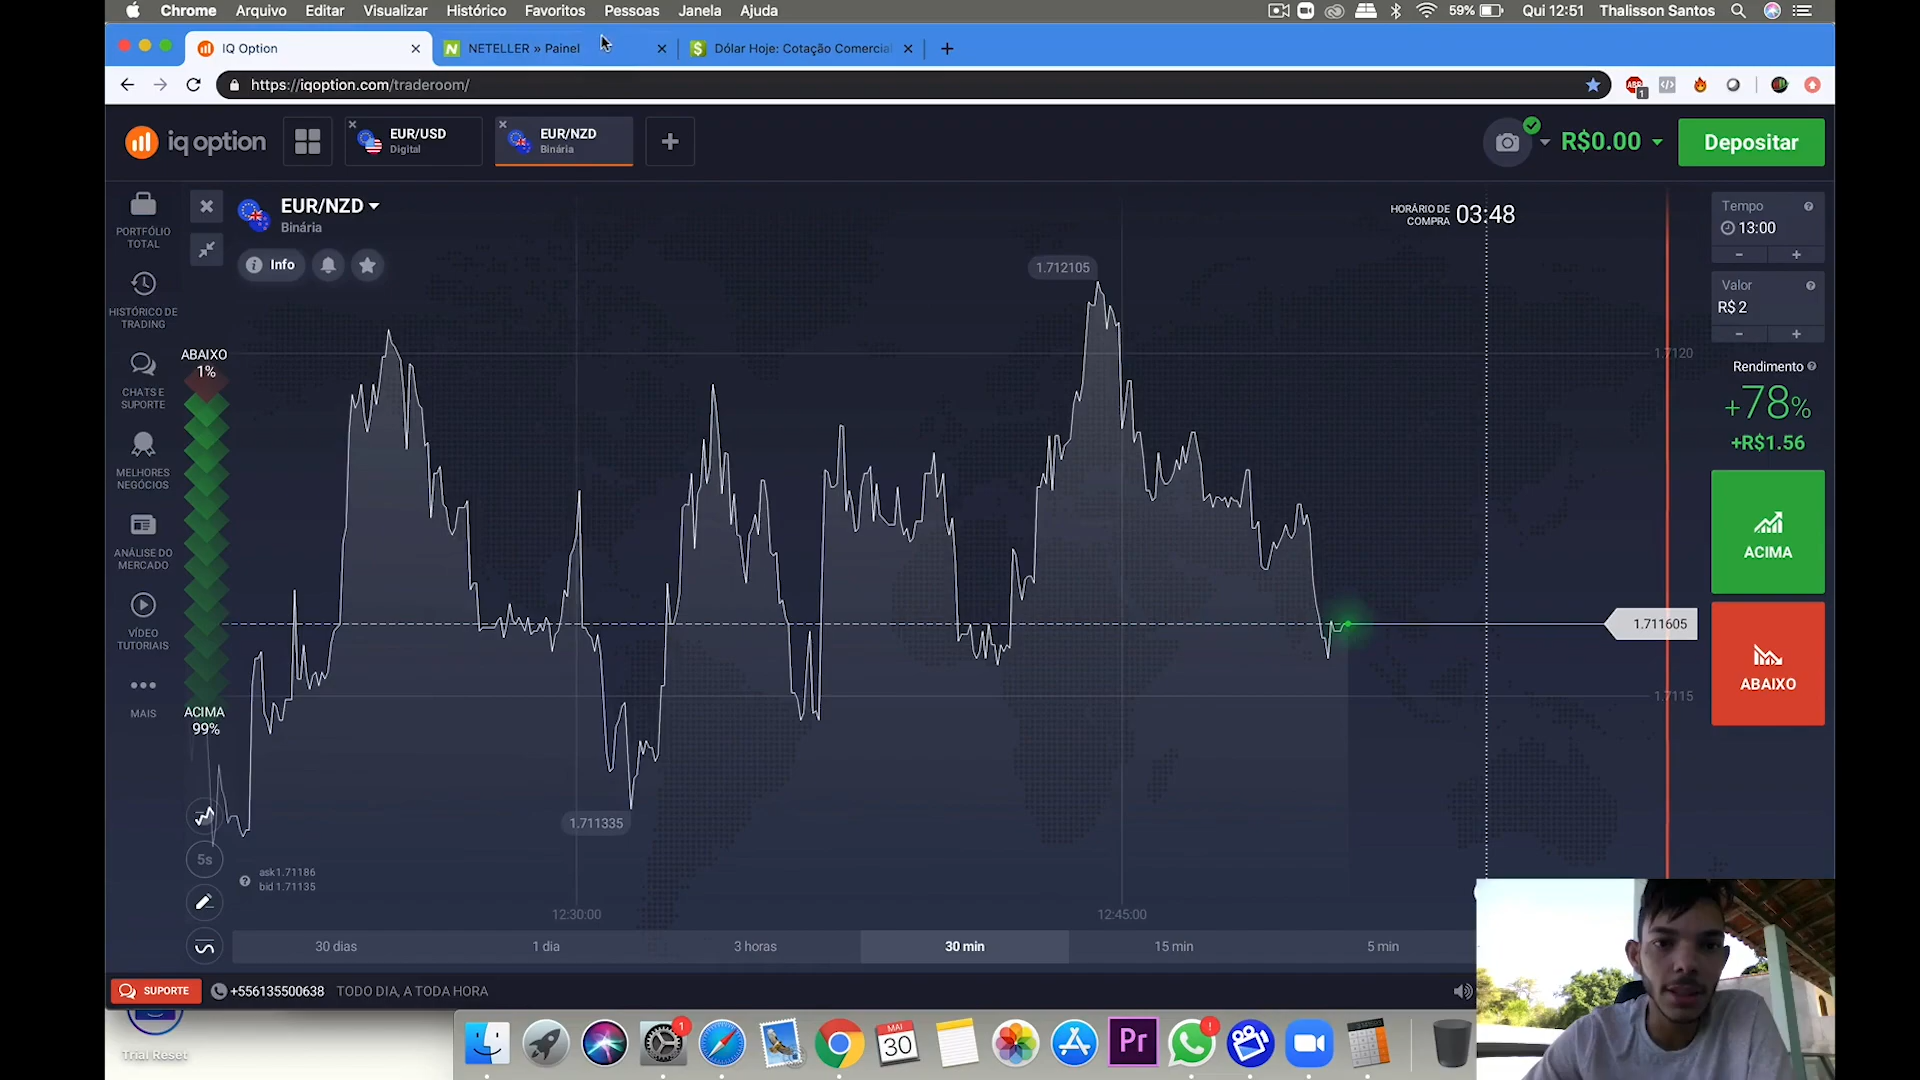 Chrome Arquivo Editar Visualizar Histórico Favoritos Pessoas Janela Ajuda 59% Qui 12:51 Thalisson Santos
IQ Option NETELLER » Painel Dólar Hoje: Cotação Comercial
https://iqoption.com/traderoom/
ABP 1
iq option
EUR/USD
Digital
EUR/NZD
Binária
R$0.00
Depositar
PORTFÓLIO
TOTAL
HISTÓRICO DE
TRADING
CHATS E
SUPORTE
MELHORES
NEGÓCIOS
ANÁLISE DO
MERCADO
VÍDEO
TUTORIAIS
MAIS
EUR/NZD
Binária
Info
ABAIXO
1%
ACIMA
99%
HORÁRIO DE
COMPRA
03:48
1.712105
1.7120
1.711605
1.7115
1.711335
5s
ask1.71186
bid 1.71135
12:30:00 12:45:00
30 dias 1 dia 3 horas 30 min 15 min 5 min
Tempo
13:00
- +
Valor
R$ 2
- +
Rendimento
+78%
+R$1.56
ACIMA
ABAIXO
SUPORTE +556135500638 TODO DIA, A TODA HORA
Trial Reset
1
MAI
30
Pr
!